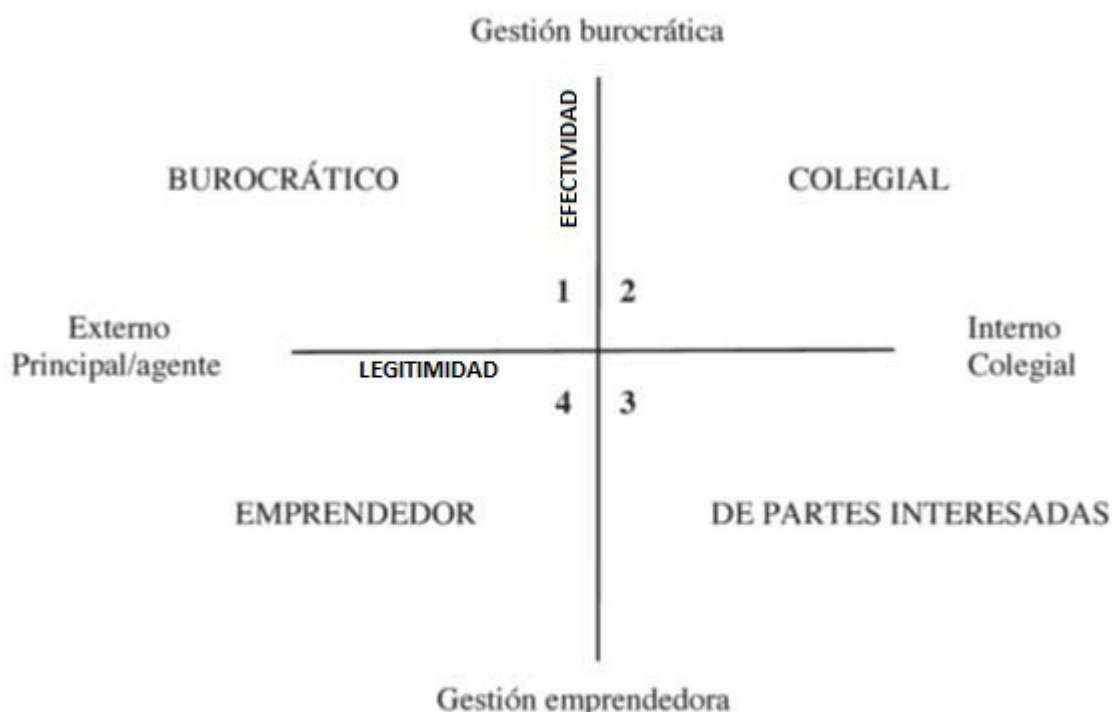 Gestión burocrática
EFECTIVIDAD
BUROCRÁTICO
COLEGIAL
1
2
Externo
Principal/agente
Interno
Colegial
LEGITIMIDAD
4
3
EMPRENDEDOR
DE PARTES INTERESADAS
Gestión emprendedora